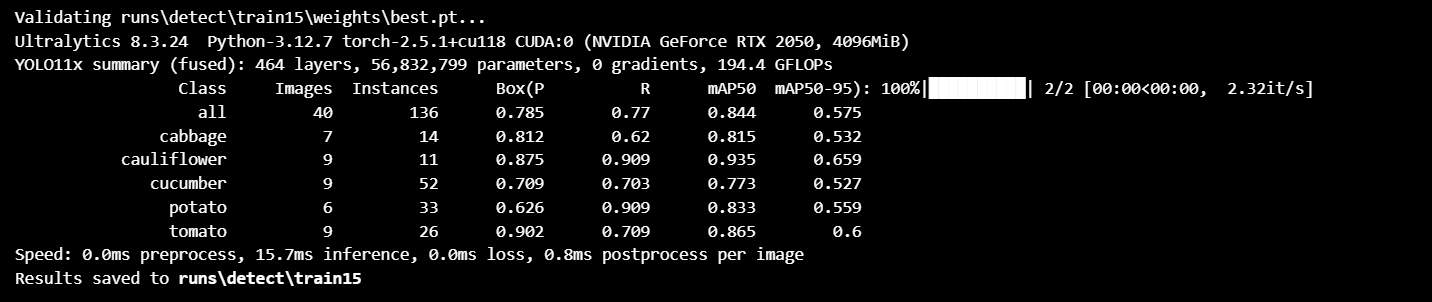 Validating runs\detect\train15\weights\best.pt...
Ultralytics 8.3.24  Python-3.12.7 torch-2.5.1+cu118 CUDA:0 (NVIDIA GeForce RTX 2050, 4096MiB)
YOLO11x summary (fused): 464 layers, 56,832,799 parameters, 0 gradients, 194.4 GFLOPs
Class     Images  Instances      Box(P          R      mAP50  mAP50-95): 100%|██████████| 2/2 [00:00<00:00,  2.32it/s]
all         40        136      0.785       0.77      0.844      0.575
cabbage          7         14      0.812       0.62      0.815      0.532
cauliflower          9         11      0.875      0.909      0.935      0.659
cucumber          9         52      0.709      0.703      0.773      0.527
potato          6         33      0.626      0.909      0.833      0.559
tomato          9         26      0.902      0.709      0.865        0.6
Speed: 0.0ms preprocess, 15.7ms inference, 0.0ms loss, 0.8ms postprocess per image
Results saved to runs\detect\train15